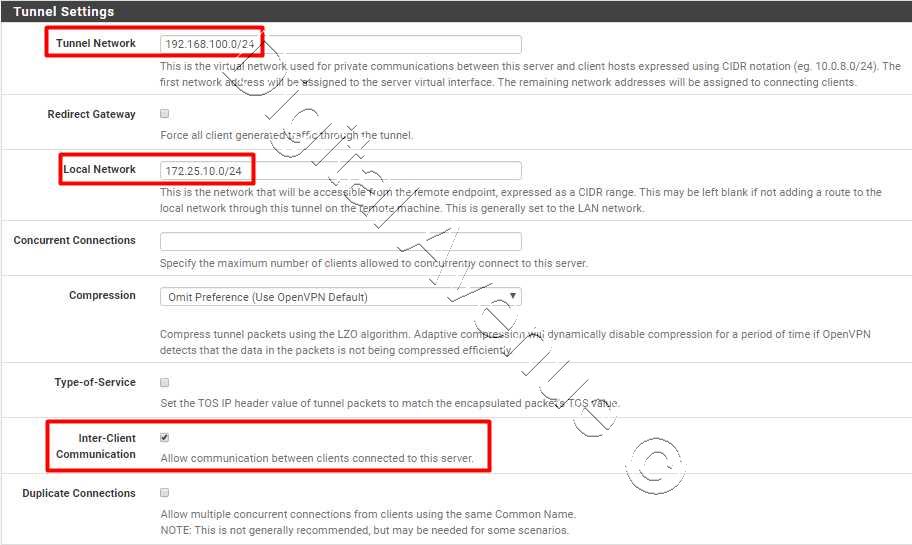 Tunnel Settings
Tunnel Network
192.168.100.0/24
This is the virtual network used for private communications between this server and client hosts expressed using CIDR notation (eg. 10.0.8.0/24). The
first network address will be assigned to the server virtual interface. The remaining network addresses will be assigned to connecting clients.
Redirect Gateway
Force all client generated traffic through the tunnel.
Local Network
172.25.10.0/24
This is the network that will be accessible from the remote endpoint, expressed as a CIDR range. This may be left blank if not adding a route to the
local network through this tunnel on the remote machine. This is generally set to the LAN network.
Concurrent Connections
Specify the maximum number of clients allowed to concurrently connect to this server.
Compression
Omit Preference (Use OpenVPN Default)
Compress tunnel packets using the LZO algorithm. Adaptive compression will dynamically disable compression for a period of time if OpenVPN
detects that the data in the packets is not being compressed efficiently.
Type-of-Service
Set the TOS IP header value of tunnel packets to match the encapsulated packet's TOS value.
Inter-Client
Communication
Allow communication between clients connected to this server.
Duplicate Connections
Allow multiple concurrent connections from clients using the same Common Name.
NOTE: This is not generally recommended, but may be needed for some scenarios.